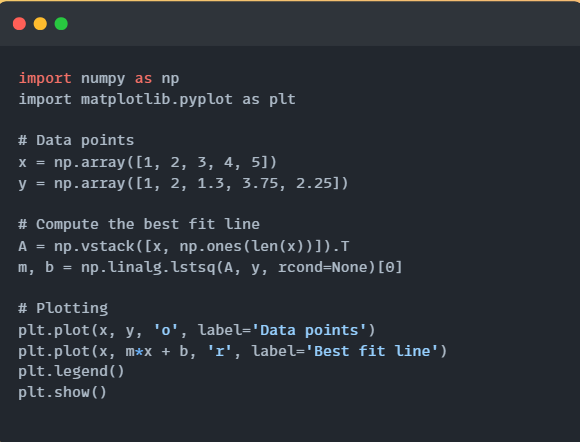 import numpy as np
import matplotlib.pyplot as plt
# Data points
x = np.array([1, 2, 3, 4, 5])
y = np.array([1, 2, 1.3, 3.75, 2.25])
# Compute the best fit line
A = np.vstack([x, np.ones(len(x))]).T
m, b = np.linalg.lstsq(A, y, rcond=None)[0]
# Plotting
plt.plot(x, y, 'o', label='Data points')
plt.plot(x, m*x + b, 'r', label='Best fit line')
plt.legend()
plt.show()